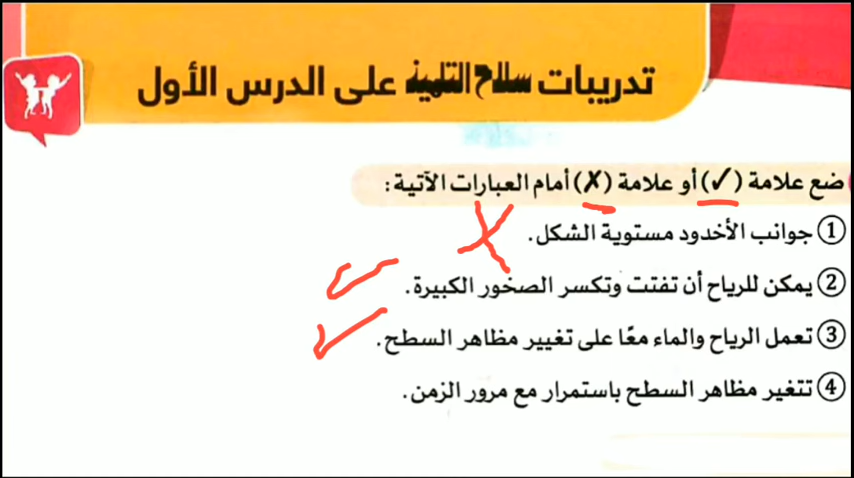 تدريبات سلاح التلميذ على الدرس الأول
ضع علامة (✓) أو علامة (✗) أمام العبارات الآتية:
① جوانب الأخدود مستوية الشكل. ✗
② يمكن للرياح أن تفتت وتكسر الصخور الكبيرة. ✓
③ تعمل الرياح والماء معًا على تغيير مظاهر السطح. ✓
④ تتغير مظاهر السطح باستمرار مع مرور الزمن.